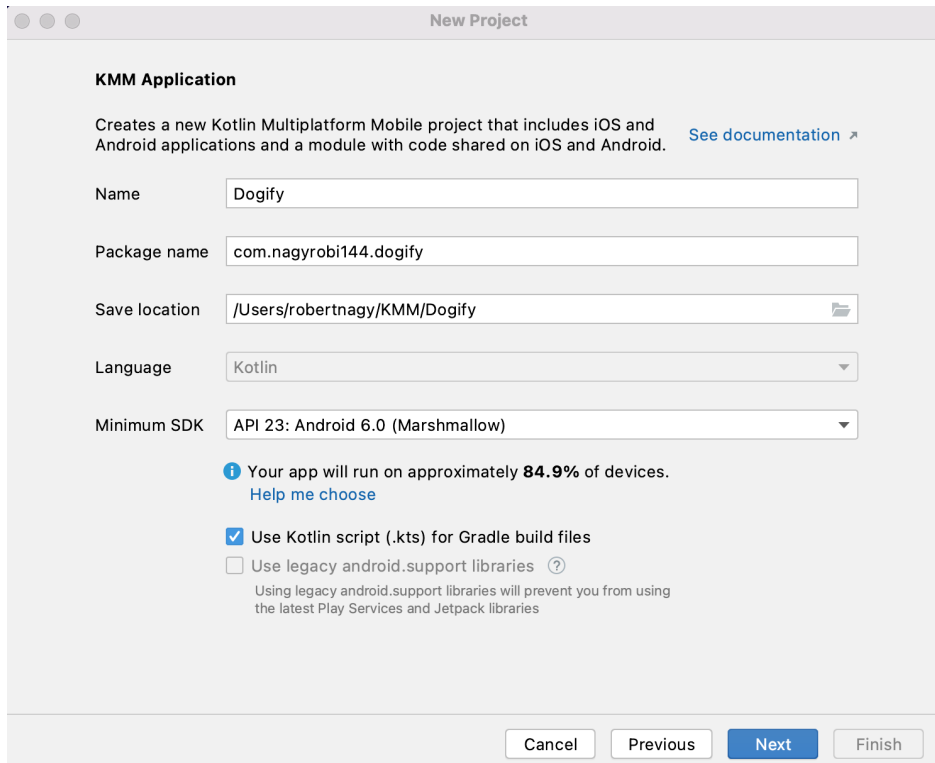 New Project
KMM Application
Creates a new Kotlin Multiplatform Mobile project that includes iOS and
Android applications and a module with code shared on iOS and Android.
See documentation ↗
Name
Dogify
Package name
com.nagyrobi144.dogify
Save location
/Users/robertnagy/KMM/Dogify
Language
Kotlin
Minimum SDK
API 23: Android 6.0 (Marshmallow)
Your app will run on approximately 84.9% of devices.
Help me choose
Use Kotlin script (.kts) for Gradle build files
Use legacy android.support libraries ?
Using legacy android.support libraries will prevent you from using
the latest Play Services and Jetpack libraries
Cancel
Previous
Next
Finish